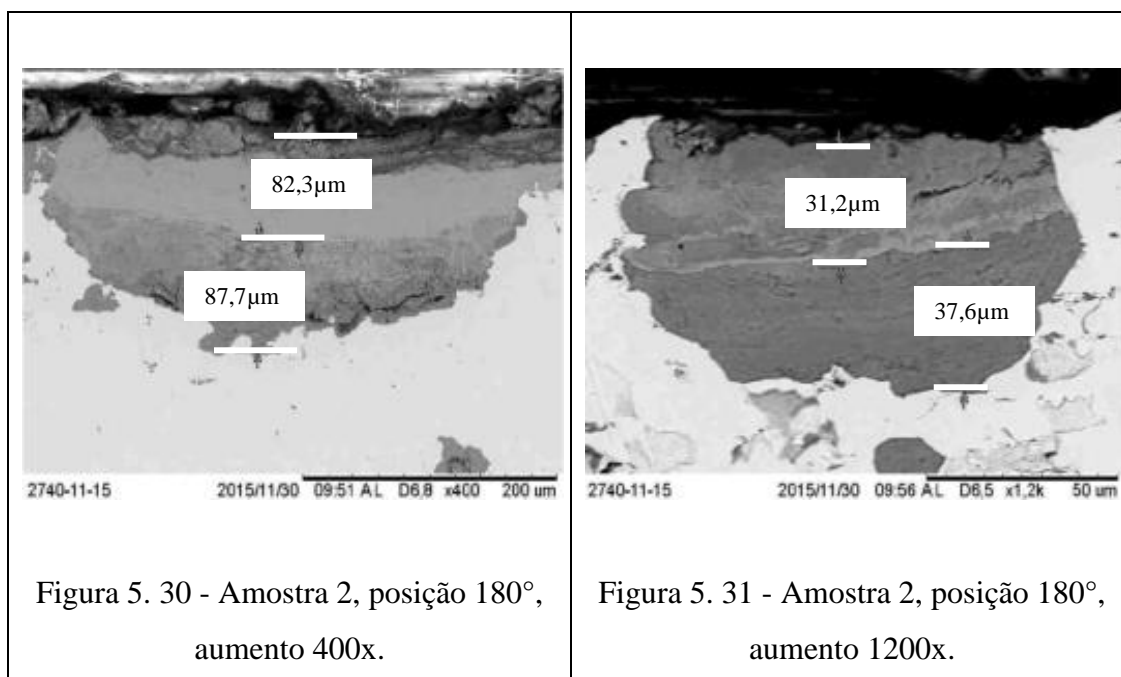 82,3µm
87,7µm
2740-11-15 2015/11/30 09:51 AL D6,8 x400 200 um
31,2µm
37,6µm
2740-11-15 2015/11/30 09:56 AL D6,5 x1,2k 50 um
Figura 5. 30 - Amostra 2, posição 180°,
aumento 400x.
Figura 5. 31 - Amostra 2, posição 180°,
aumento 1200x.